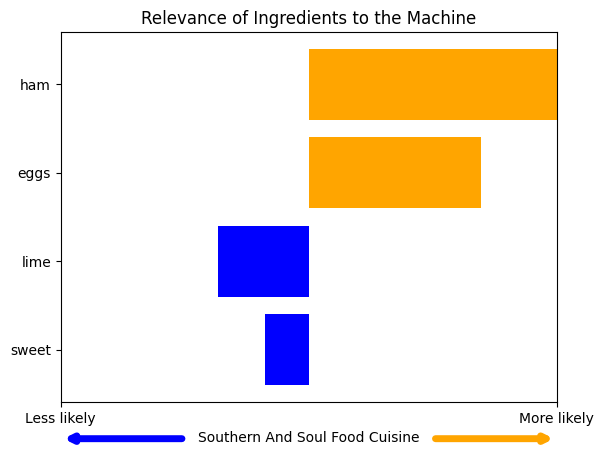 Relevance of Ingredients to the Machine
ham
eggs
lime
sweet
Less likely More likely
Southern And Soul Food Cuisine